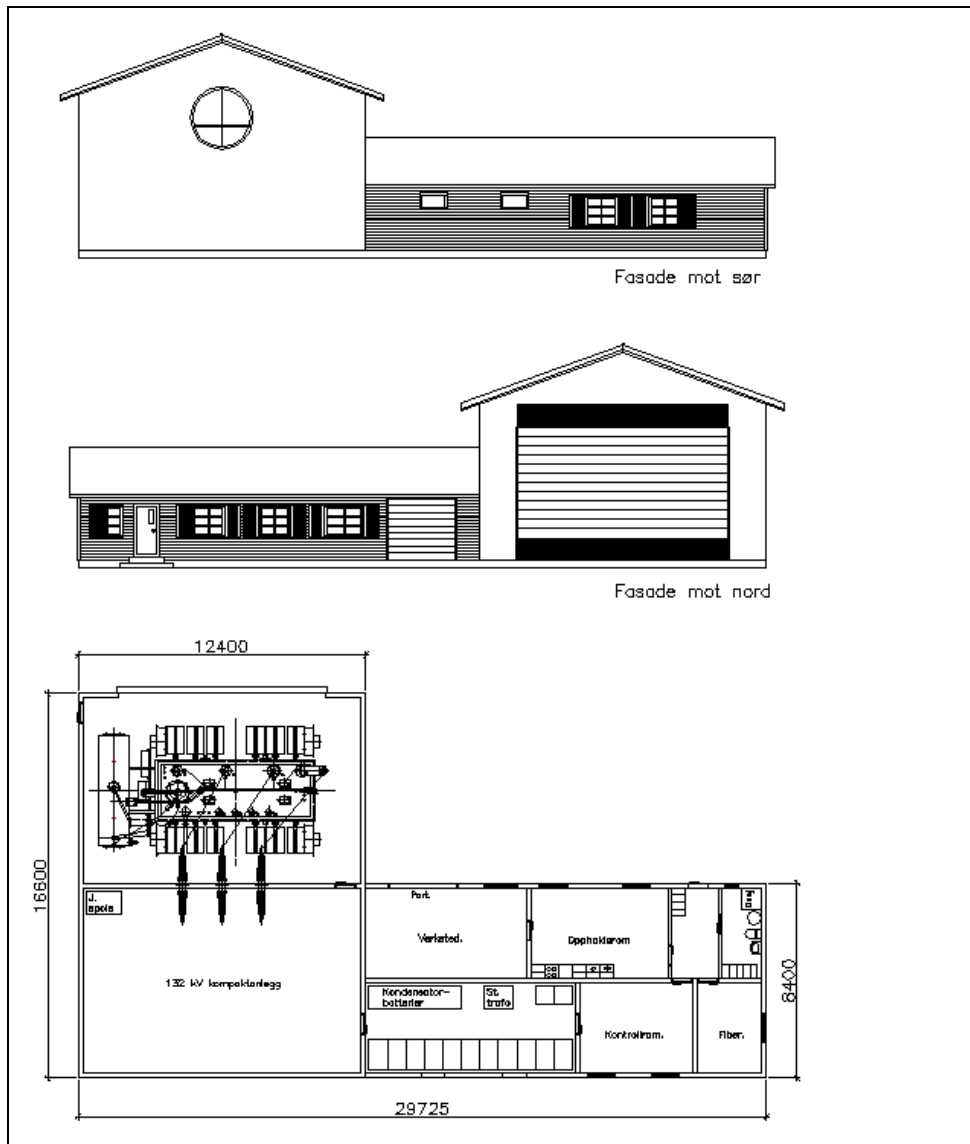 Fasade mot sør
Fasade mot nord
12400
16600
J.
spole
Port.
Dusj
Verksted.
Oppholdsrom
132 kV kompaktanlegg
Kondensator-
batterier
St.
trafo
Kontrollrom.
Fiber.
8400
29725